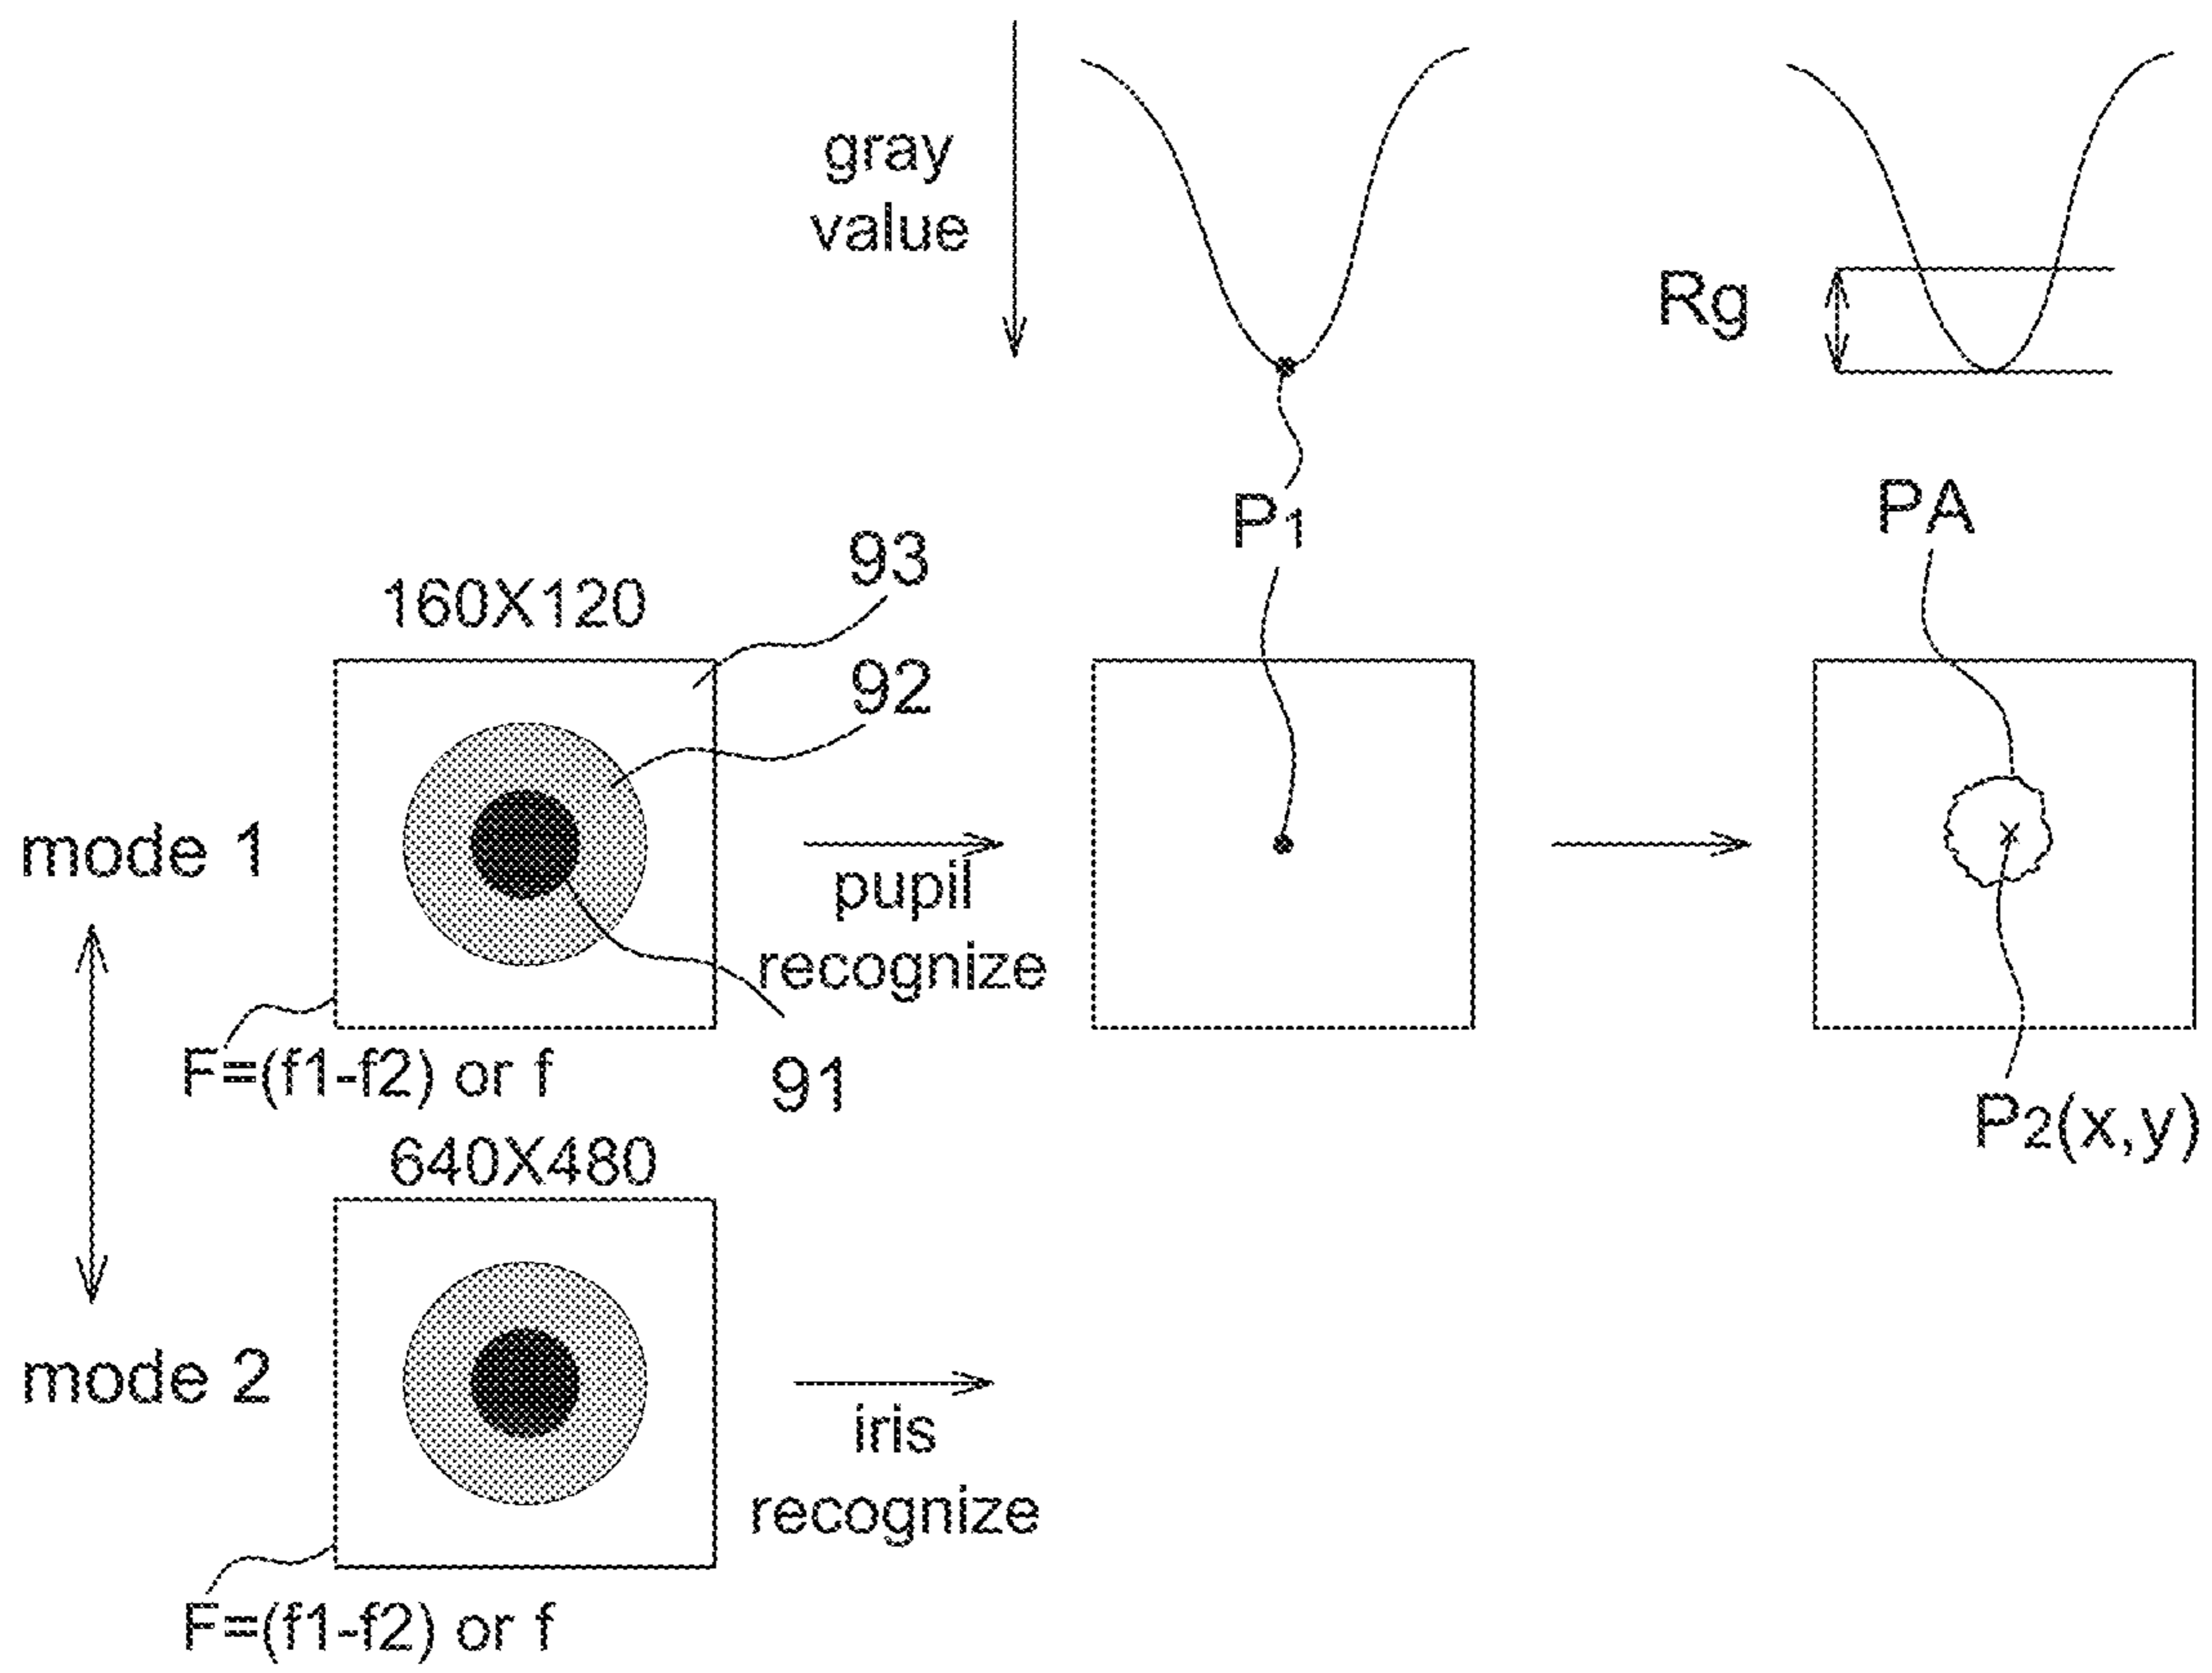 gray
value
Rg
P1
PA
93
160X120
92
mode 1
pupil
recognize
F=(f1-f2) or f
91
P2(x,y)
640X480
mode 2
iris
recognize
F=(f1-f2) or f